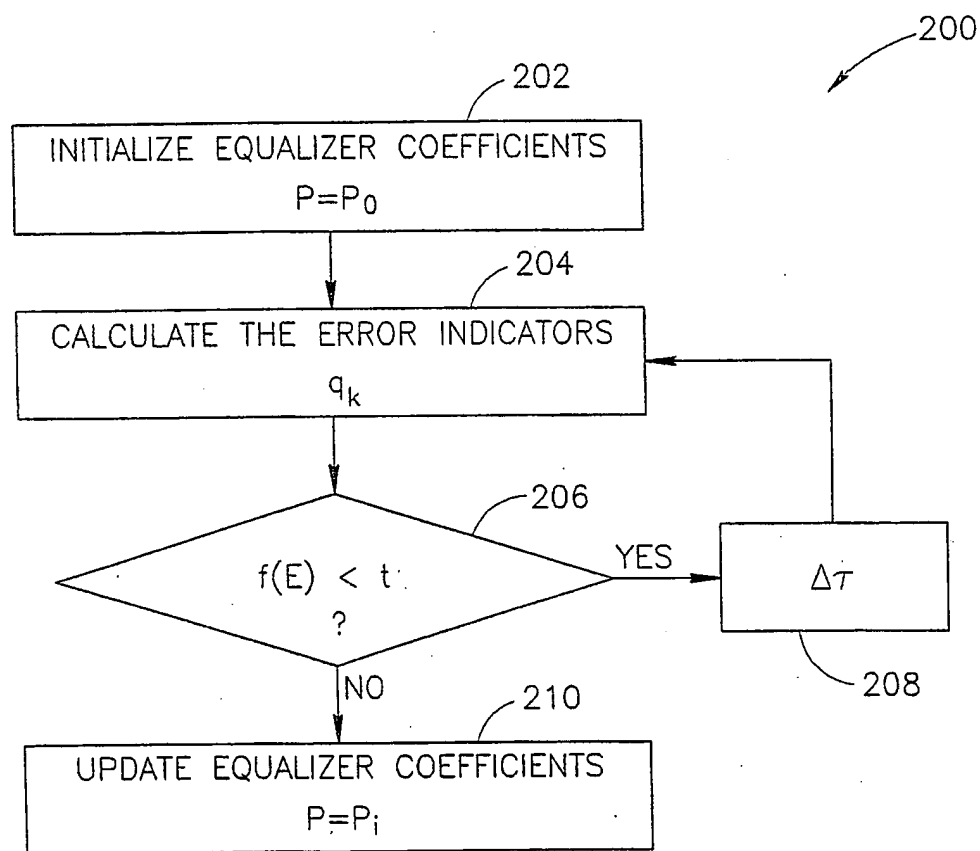 200
202
INITIALIZE EQUALIZER COEFFICIENTS
P=P0
204
CALCULATE THE ERROR INDICATORS
qk
206
f(E) < t
?
YES
Δτ
208
NO
210
UPDATE EQUALIZER COEFFICIENTS
P=Pi